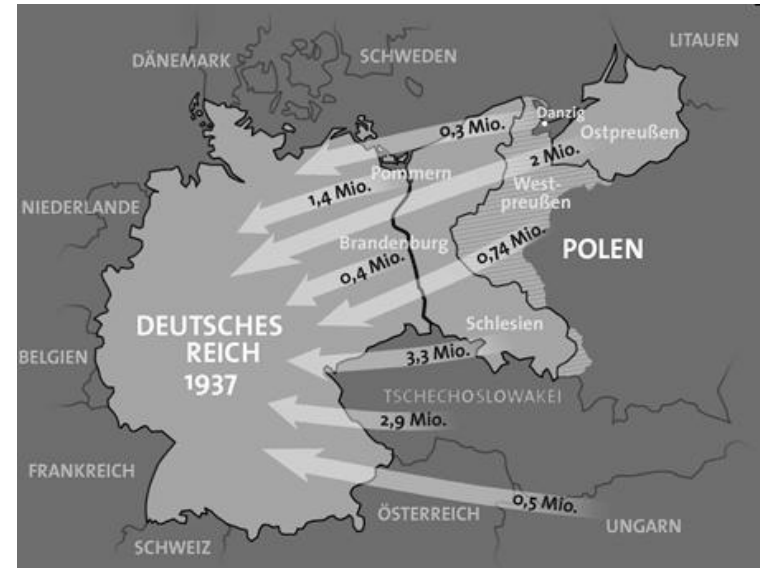 LITAUEN
DÄNEMARK
SCHWEDEN
Danzig
0,3 Mio.
Ostpreußen
2 Mio.
Pommern
West-
preußen
1,4 Mio.
NIEDERLANDE
Brandenburg
0,74 Mio.
POLEN
0,4 Mio.
DEUTSCHES
REICH
1937
Schlesien
BELGIEN
3,3 Mio.
TSCHECHOSLOWAKEI
2,9 Mio.
FRANKREICH
0,5 Mio.
ÖSTERREICH
UNGARN
SCHWEIZ